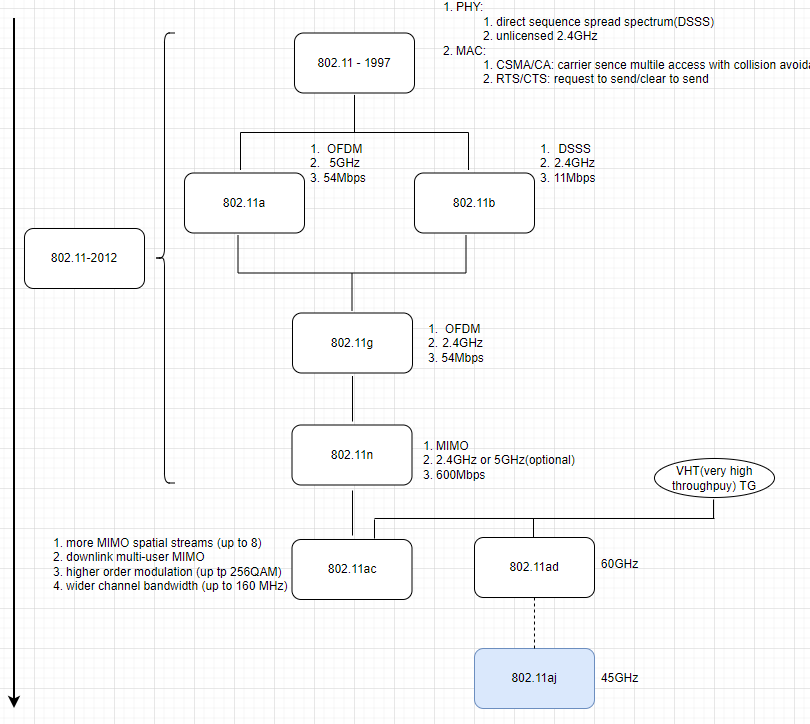 1. PHY:
1. direct sequence spread spectrum(DSSS)
2. unlicensed 2.4GHz
2. MAC:
1. CSMA/CA: carrier sence multile access with collision
2. RTS/CTS: request to send/clear to send
802.11 - 1997
1. OFDM
2. 5GHz
3. 54Mbps
802.11a
1. DSSS
2. 2.4GHz
3. 11Mbps
802.11b
802.11-2012
802.11g
1. OFDM
2. 2.4GHz
3. 54Mbps
802.11n
1. MIMO
2. 2.4GHz or 5GHz(optional)
3. 600Mbps
VHT(very high
throughpuy) TG
1. more MIMO spatial streams (up to 8)
2. downlink multi-user MIMO
3. higher order modulation (up tp 256QAM)
4. wider channel bandwidth (up to 160 MHz)
802.11ac
802.11ad
60GHz
802.11aj
45GHz